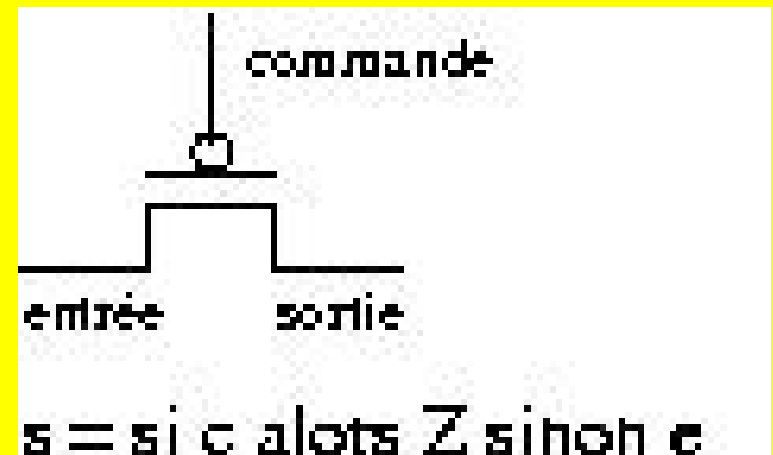 commande
entrée sortie
s = si c alors Z sinon e